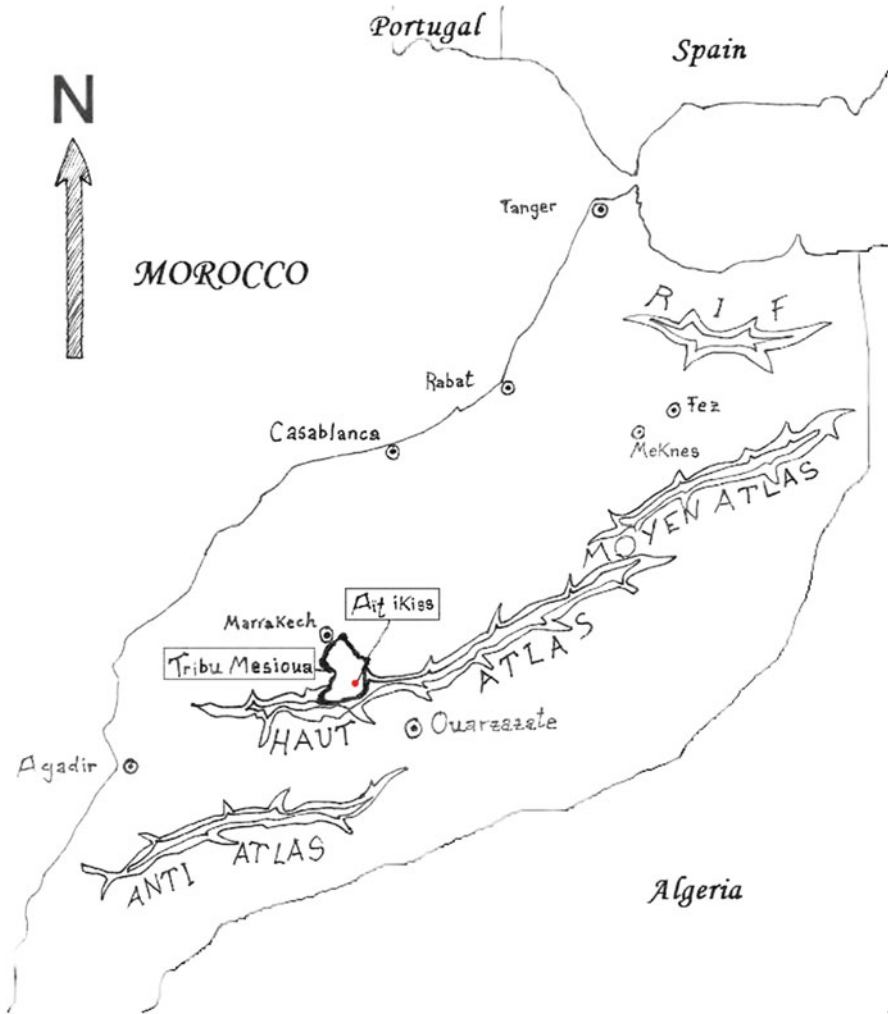 Portugal
Spain
N
Tanger
MOROCCO
R I F
Rabat
Fez
Casablanca
MeKnes
MOYEN ATLAS
Aït iKiss
Marrakech
Tribu Mesioua
HAUT ATLAS
Ouarzazate
Agadir
ANTI ATLAS
Algeria